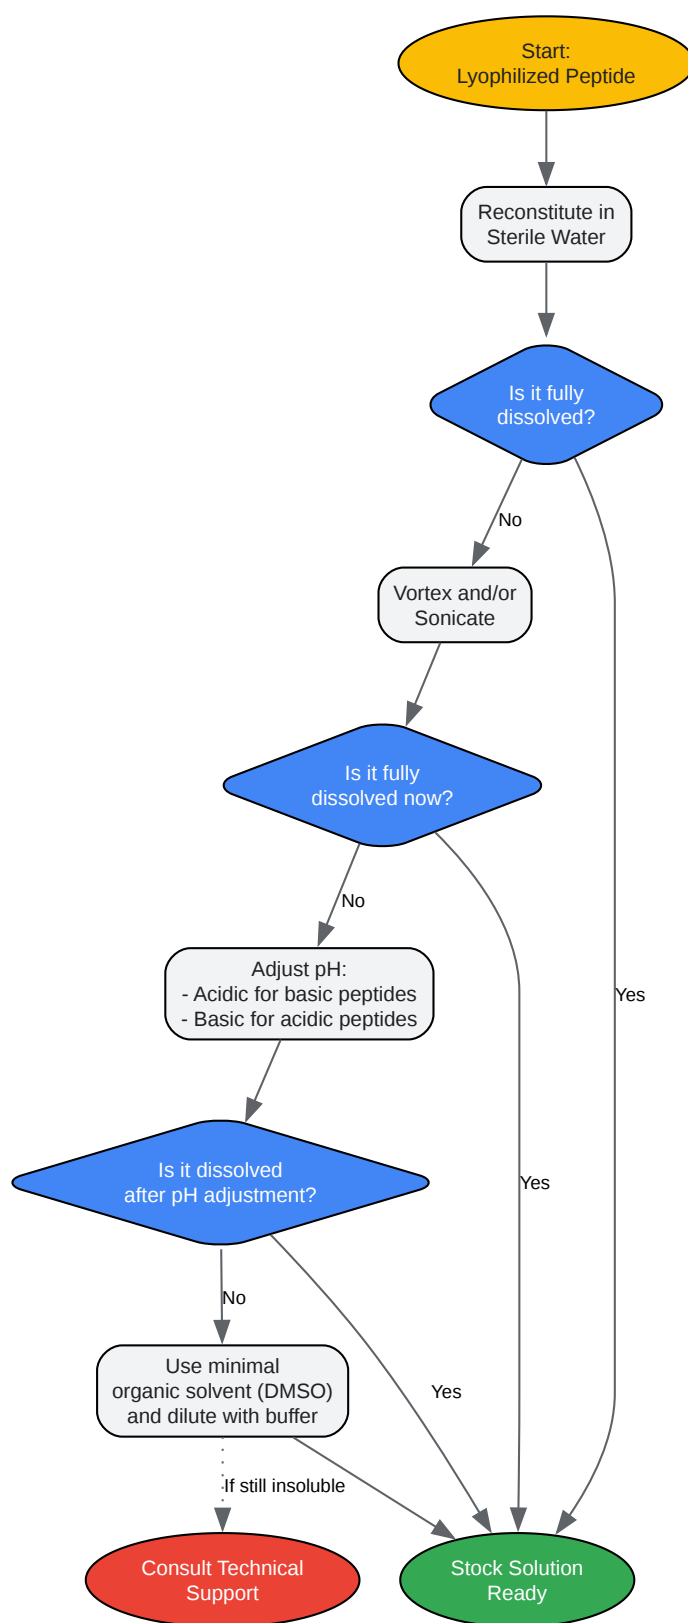 Start:
Lyophilized Peptide
Reconstitute in
Sterile Water
Is it fully
dissolved?
No
Vortex and/or
Sonicate
Is it fully
dissolved now?
No
Adjust pH:
- Acidic for basic peptides
- Basic for acidic peptides
Yes
Is it dissolved
after pH adjustment?
Yes
No
Use minimal
organic solvent (DMSO)
and dilute with buffer
Yes
If still insoluble
Consult Technical
Support
Stock Solution
Ready